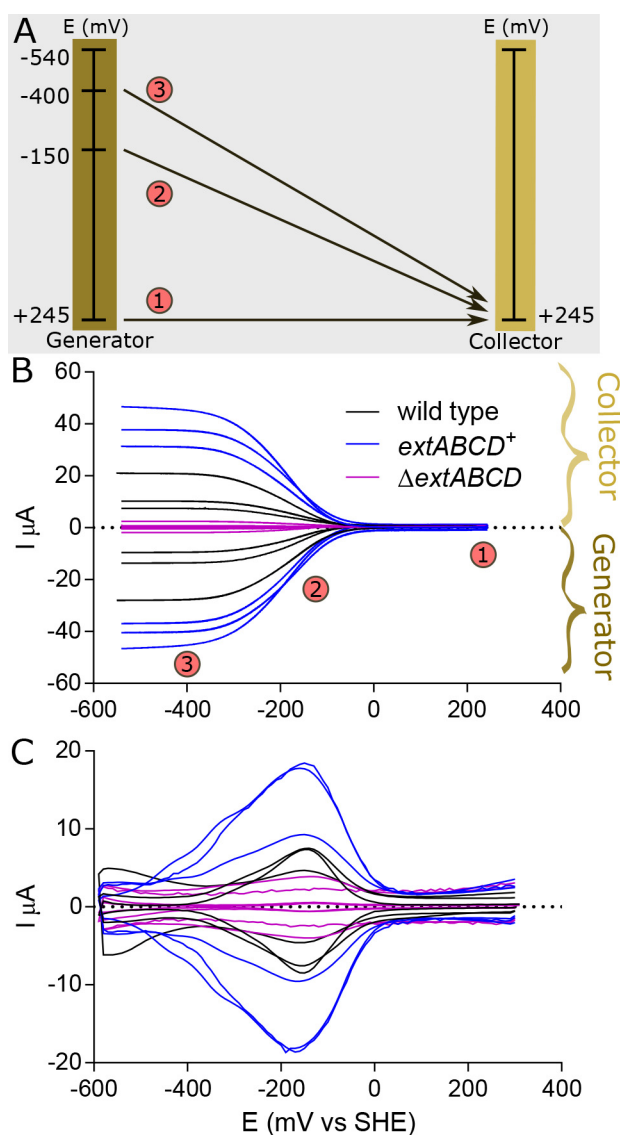 A
E (mV)
E (mV)
-540
-400
-150
+245
3
2
1
+245
Generator
Collector
B
60
40
20
0
-20
-40
-60
I µA
wild type
extABCD+
ΔextABCD
1
2
3
Collector
Generator
-600
-400
-200
0
200
400
C
20
10
0
-10
-20
I µA
-600
-400
-200
0
200
400
E (mV vs SHE)